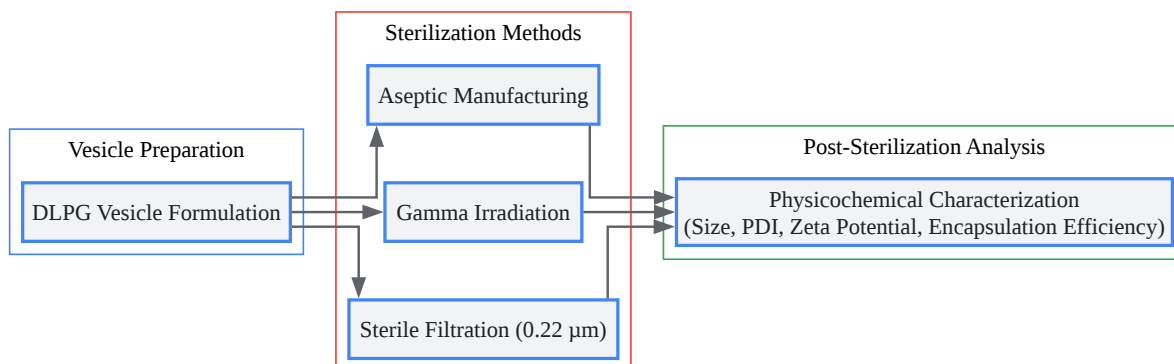 Vesicle Preparation
DLPG Vesicle Formulation
Sterilization Methods
Aseptic Manufacturing
Gamma Irradiation
Sterile Filtration (0.22 µm)
Post-Sterilization Analysis
Physicochemical Characterization
(Size, PDI, Zeta Potential, Encapsulation Efficiency)